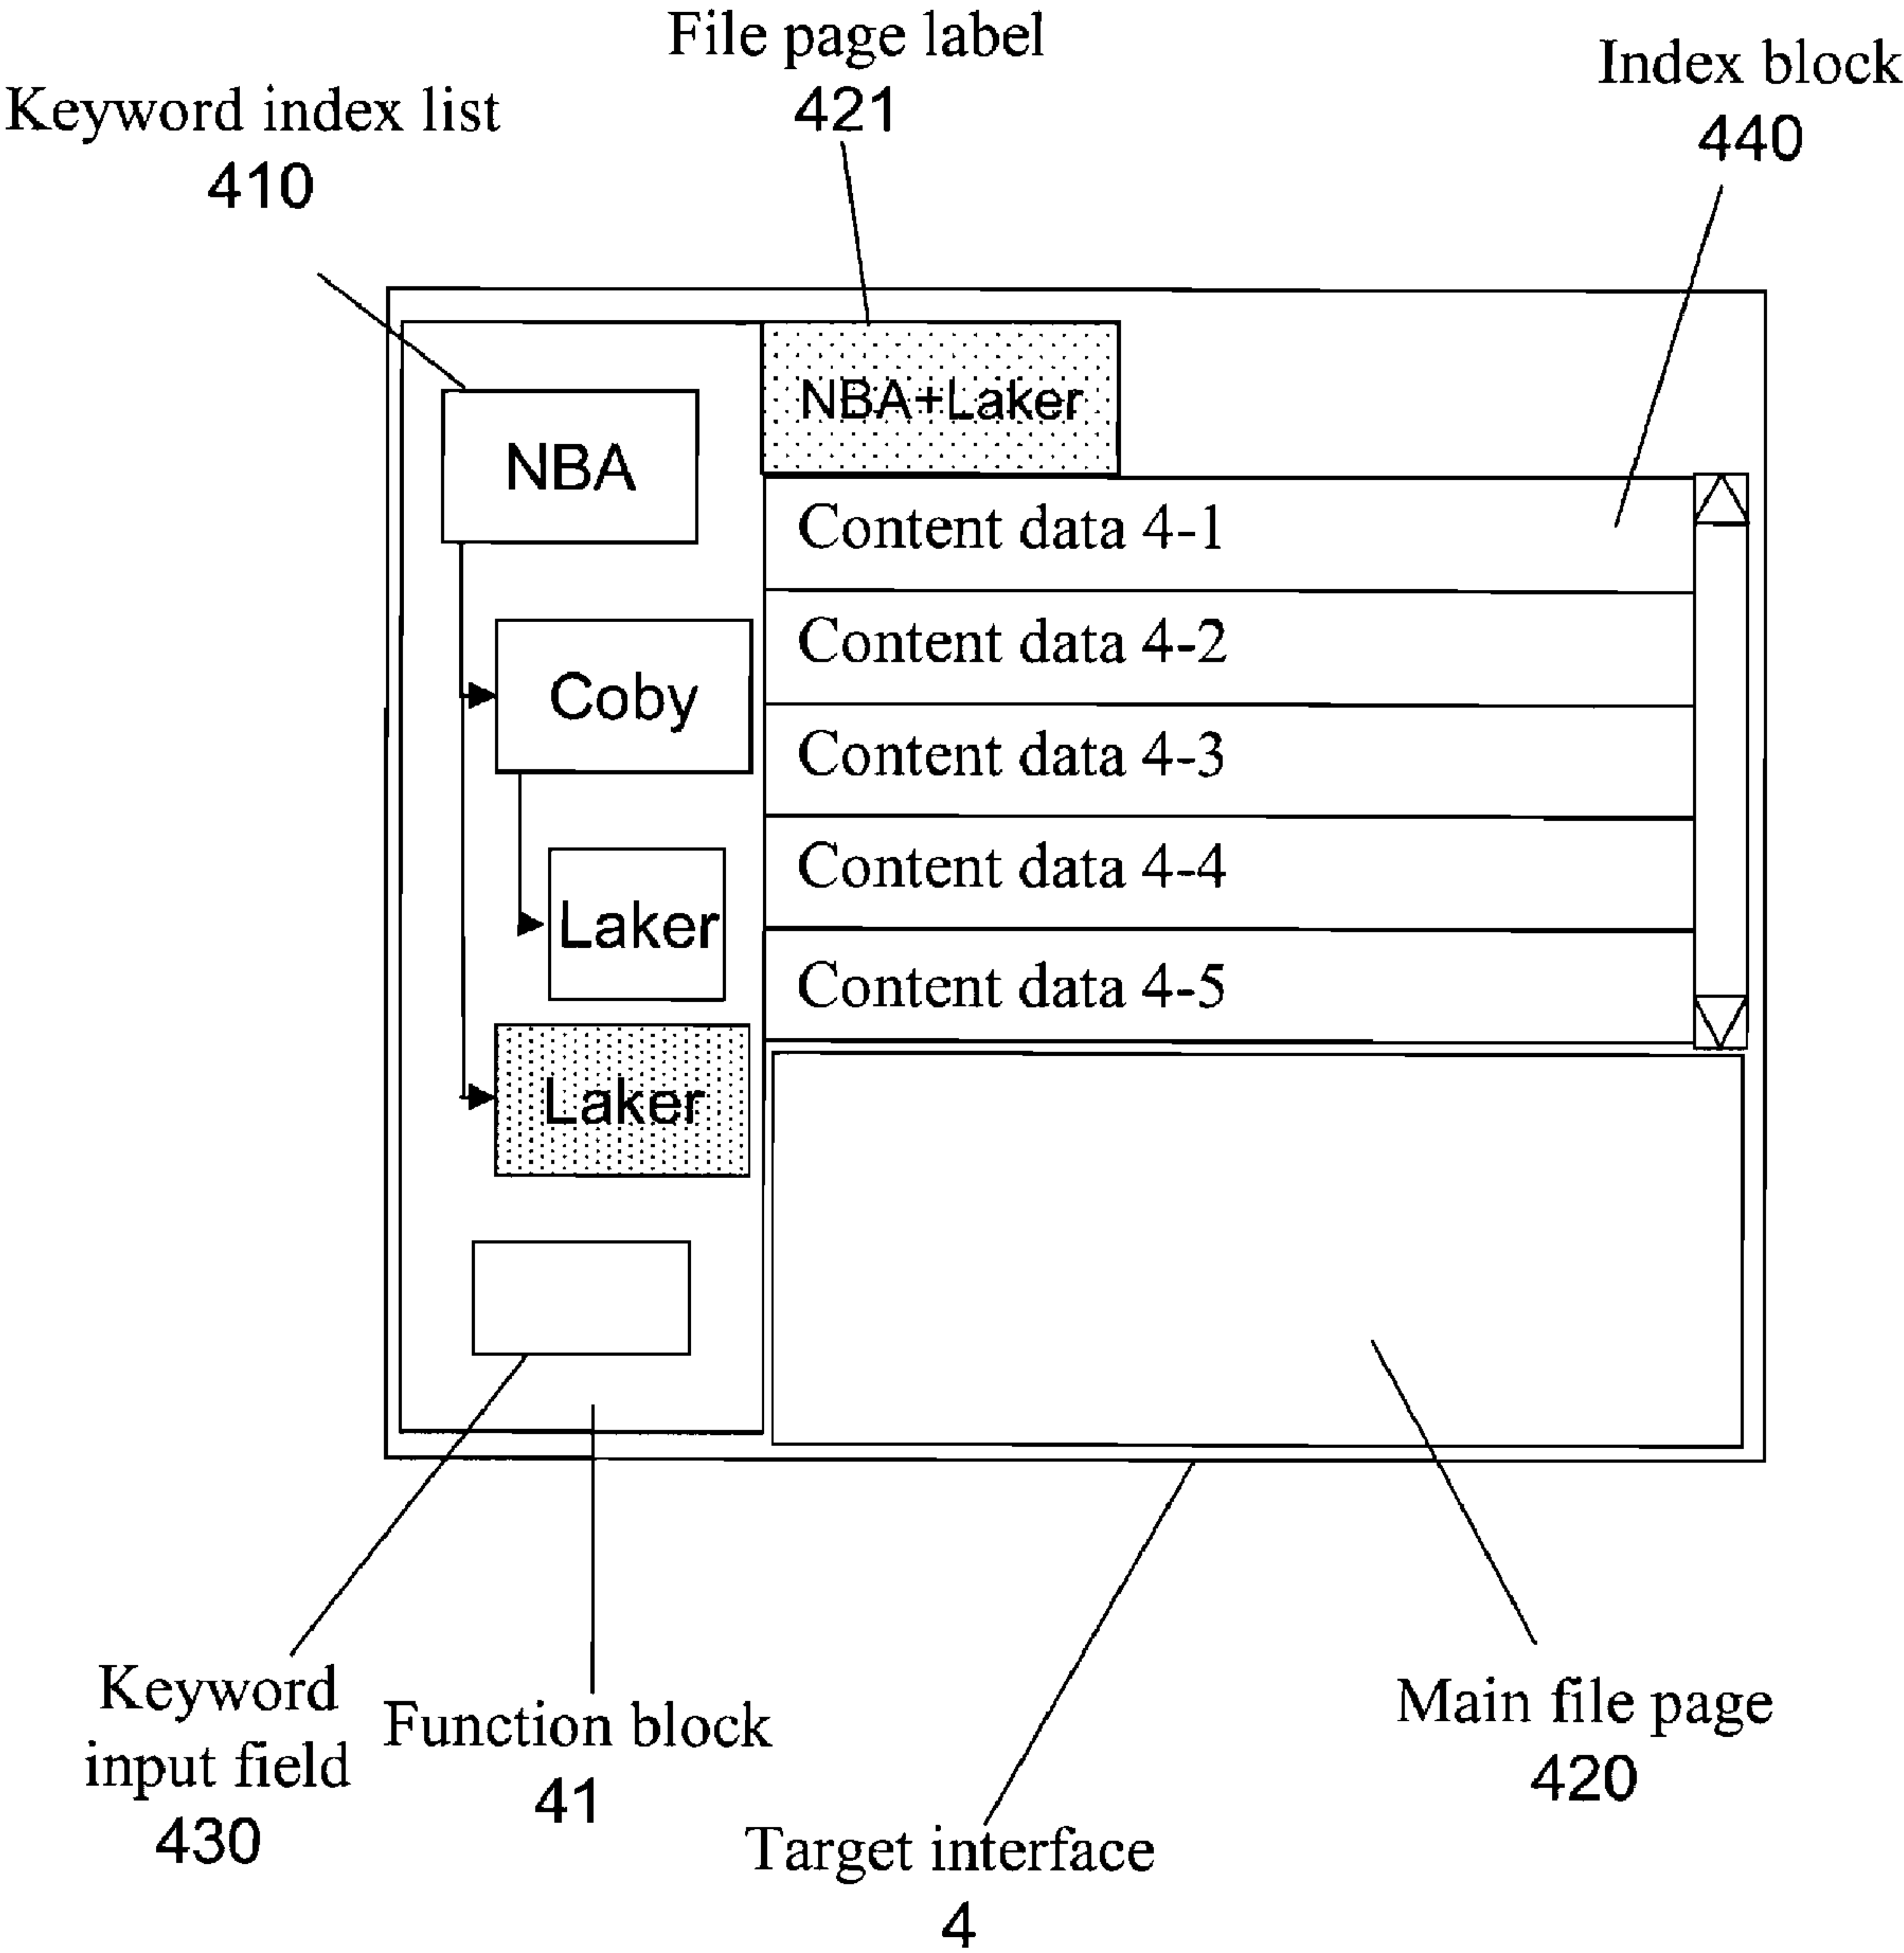 File page label
421
Index block
440
Keyword index list
410
NBA+Laker
NBA
Content data 4-1
Content data 4-2
Coby
Content data 4-3
Content data 4-4
Laker
Content data 4-5
Laker
Keyword
input field
430
Function block
41
Main file page
420
Target interface
4